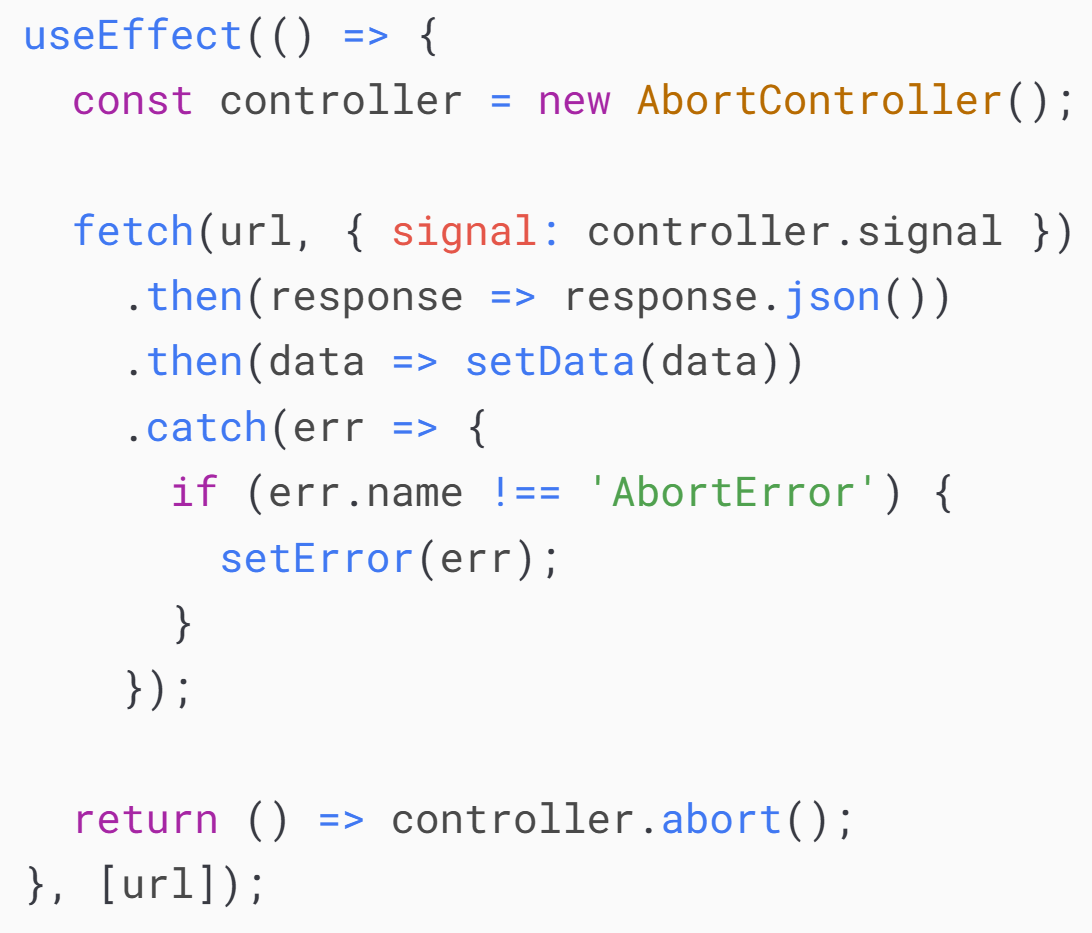 useEffect(() => {
  const controller = new AbortController();

  fetch(url, { signal: controller.signal })
    .then(response => response.json())
    .then(data => setData(data))
    .catch(err => {
      if (err.name !== 'AbortError') {
        setError(err);
      }
    });

  return () => controller.abort();
}, [url]);